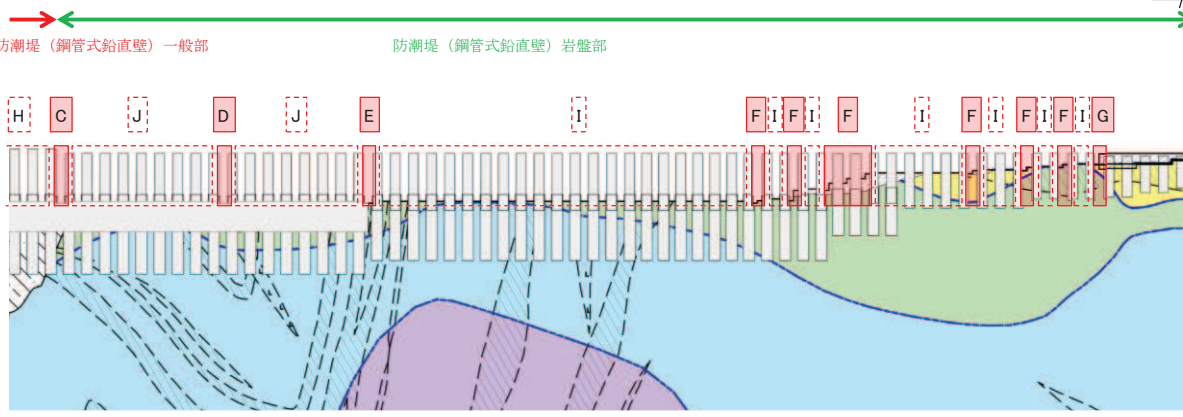 防潮堤（鋼管式鉛直壁）一般部
防潮堤（鋼管式鉛直壁）岩盤部
H C J D J E I F I F I F I F I F I F I G